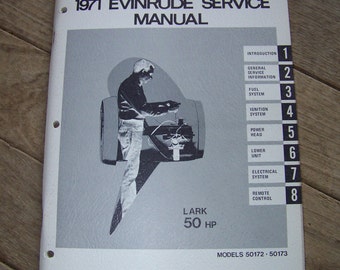 1971 EVINRUDE SERVICE
MANUAL
INTRODUCTION 1
GENERAL
SERVICE
INFORMATION 2
FUEL
SYSTEM 3
IGNITION
SYSTEM 4
POWER
HEAD 5
LOWER
UNIT 6
ELECTRICAL
SYSTEM 7
REMOTE
CONTROL 8
LARK
50 HP
MODELS 50172 - 50173